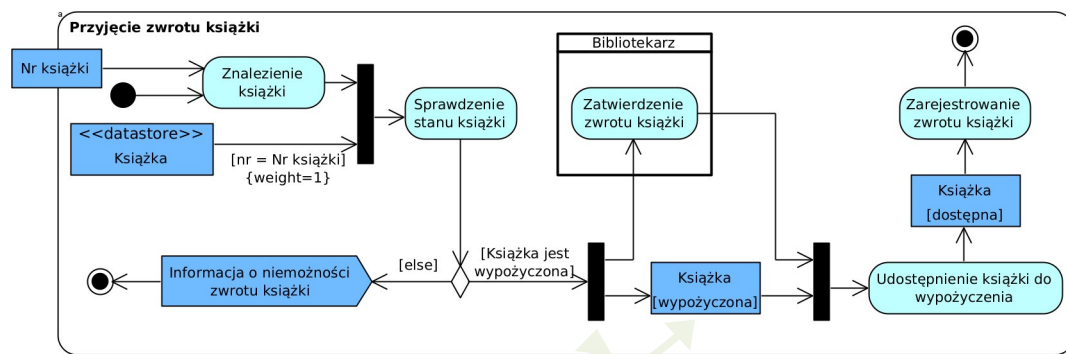 a
Przyjęcie zwrotu książki
Nr książki
Znalezienie
książki
<<datastore>>
Książka
[nr = Nr książki]
{weight=1}
Sprawdzenie
stanu książki
Bibliotekarz
Zatwierdzenie
zwrotu książki
Zarejestrowanie
zwrotu książki
Książka
[dostępna]
Informacja o niemożności
zwrotu książki
[else]
[Książka jest
wypożyczona]
Książka
[wypożyczona]
Udostępnienie książki do
wypożyczenia